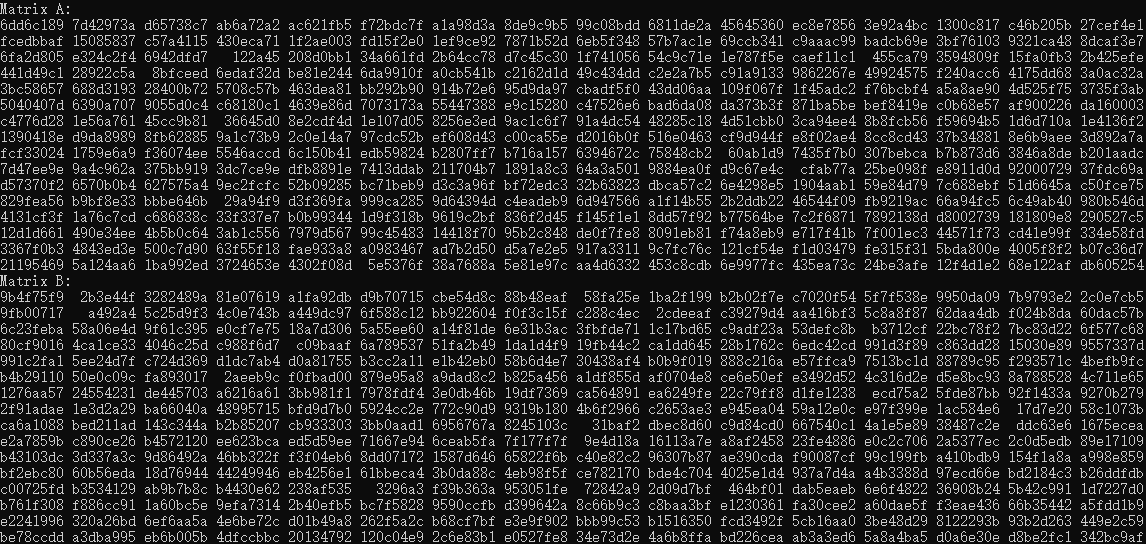 Matrix A:
6dd6c189 7d42973a d65738c7 ab6a72a2 ac621fb5 f72bdc7f a1a98d3a 8de9c9b5 99c08bdd 6811de2a 45645360 ec8e7856 3e92a4bc 1300c817 c46b205b 27cef4e1
fcedbbaf 15085837 c57a4115 430eca71 1f2ae003 fd15f2e0 1ef9ce92 7871b52d 6eb5f348 57b7ac1e 69ccb341 c9aaac99 badcb69e 3bf76103 9321ca48 8dcaf3e7
6fa2d805 e324c2f4 6942dfd7 122a45 208d0bb1 34a661fd 2b64cc78 d7c45c30 1f741056 54c9c71e 1e787f5e caef11c1 455ca79 3594809f 15fa0fb3 2b425efe
441d49c1 28922c5a 8bfceed 6edaf32d be81e244 6da9910f a0cb541b c2162d1d 49c434dd c2e2a7b5 c91a9133 9862267e 49924575 f240acc6 4175dd68 3a0ac32a
3bc58657 688d3193 28400b72 5708c57b 463dea81 bb292b90 914b72e6 95d9da97 cbadf5f0 43dd06aa 109f067f 1f45adc2 f76bcbf4 a5a8ae90 4d525f75 3735f3ab
5040407d 6390a707 9055d0c4 c68180c1 4639e86d 7073173a 55447388 e9c15280 c47526e6 bad6da08 da373b3f 871ba5be bef8419e c0b68e57 af900226 da160003
c4776d28 1e56a761 45cc9b81 36645d0 8e2cdf4d 1e107d05 8256e3ed 9ac1c6f7 91a4dc54 48285c18 4d51cbb0 3ca94ee4 8b8fcb56 f59694b5 1d6d710a 1e4136f2
1390418e d9da8989 8fb62889 5a1c73b9 2c0e14a7 97cdc52b ef608d43 c00ca55e d2016b0f 516e0463 cf9d944f e8f02ae4 8cc8cd43 37b34881 8e6b9aee 3d892a72
fcf33024 1759e6a9 f36074ee 5546accd 6c150b41 edb59824 b2807ff7 b716a157 6394672c 75848cb2 60ab1d9 7435f7b0 307bebca b7b873d6 3846a8de b201aadc
7d47ee9e 9a4c962a 375bb919 3dc7ce9e dfb8891e 7413ddab 211704b7 1891a8c3 64a3a501 9884ea0f d9c67e4c cfab77a 25be098f e8911d0d 92000729 37fdc69a
d57370f2 6570b0b4 627575a4 9ec2fcfc 52b09285 bc71beb9 d3c3a96f bf72edc3 32b63823 dbca57c2 6e4298e5 1904aab1 59e84d79 7c688ebf 51d6645a c50fce75
829fea56 b9bf8e33 bbbe646b 29a94f9 d3f369fa 999ca285 9d64394d c4eadeb9 6d947566 a1f14b55 2b2ddb22 46544f09 fb9219ac 66a94fc5 6c49ab40 980b546d
4131cf3f 1a76c7cd c686838c 33f337e7 b0b99344 1d9f318b 9619c2bf 836f2d45 f145f1e1 8dd57f92 b77564be 7c2f6871 7892138d d8002739 181809e8 290527cd
12d1d661 490e34ee 4b5b0c64 3ab1c556 7979d567 99c45483 14418f70 95b2c848 de0f7fe8 8091eb81 f74a8eb9 e717f41b 7f001ec3 44571f73 cd41e99f 334e58fd
3367f0b3 4843ed3e 500c7d90 63f55f18 fae933a8 a0983467 ad7b2d50 d5a7e2e5 917a3311 9c7fc76c 121cf54e f1d03479 fe315f31 5bda800e 4005f8f2 b07c36d7
21195469 5a124aa6 1ba992ed 3724653e 4302f08d 5e5376f 38a7688a 5e81e97c aa4d6332 453c8cdb 6e9977fc 435ea73c 24be3afe 12f4d1e2 68e122af db605254
Matrix B:
9b4f75f9 2b3e44f 3282489a 81e07619 a1fa92db d9b70715 cbe54d8c 88b48eaf 58fa25e 1ba2f199 b2b02f7e c7020f54 5f7f538e 9950da09 7b9793e2 2c0e7cb5
9fb00717 a492a4 5c25d9f3 4c0e743b a449dc97 6f588c12 bb922604 f0f3c15f c288c4ec 2cdeeaf c39279d4 aa416bf3 5c8a8f87 62daa4db f024b8da 60dac57b
6c23feba 58a06e4d 9f61c395 e0cf7e75 18a7d306 5a55ee60 a14f81de 6e31b3ac 3fbfde71 1c17bd65 c9adf23a 53defc8b b3712cf 22bc78f2 7bc83d22 6f577c68
80cf9016 4ca1ce33 4046c25d c988f6d7 c09baaf 6a789537 51fa2b49 1da1d4f9 19fb44c2 ca1dd645 28b1762c 6edc42cd 991d3f89 c863dd28 15030e89 9557337d
991c2fa1 5ee24d7f c724d369 d1dc7ab4 d0a81755 b3cc2a11 e1b42eb0 58b6d4e7 30438af4 b0b9f019 888c216a e57ffca9 7513bc1d 88789c95 f293571c 4befb9fc
b4b29110 50e0c09c fa893017 2aeeb9c f0fbad00 879e95a8 a9dad8c2 b825a456 a1df855d af0704e8 ce6e50ef e3492d52 4c316d2e d5e8bc93 8a788528 4c711e65
1276aa57 24554231 de445703 a6216a61 3bb981f1 7978fdf4 3e0db46b 19df7369 ca564891 ea6249fe 22c79ff8 d1fe1238 ecd75a2 5fde87bb 92f1433a 9270b279
2f91adae 1e3d2a29 ba66040a 48995715 bfd9d7b0 5924cc2e 772c90d9 9319b180 4b6f2966 c2653ae3 e945ea04 59a12e0c e97f399e 1ac584e6 17d7e20 58c1073b
ca6a1088 bed211ad 143c344a b2b85207 cb933303 3bb0aad1 6956767a 8245103c 31baf2 dbec8d60 c9d84cd0 667540c1 4a1e5e89 38487c2e ddc63e6 1675ecea
e2a7859b c890ce26 b4572120 ee623bca ed5d59ee 71667e94 6ceab5fa 7f177f7f 9e4d18a 16113a7e a8af2458 23fe4886 e0c2c706 2a5377ec 2c0d5edb 89e17108
b43103dc 3d337a3c 9d86492a 46bb322f f3f04eb6 8dd07172 1587d646 65822f6b c40e82c2 96307b87 ae390cda f90087cf 99c199fb a410bdb9 154f1a8a a998e859
bf2ebc80 60b56eda 18d76944 44249946 eb4256e1 61bbeca4 3b0da88c 4eb98f5f ce782170 bde4c704 4025e1d4 937a7d4a a4b3388d 97ecd66e bd2184c3 b26ddfdb
c00725fd b3534129 ab9b7b8c b4430e62 238af535 3296a3 f39b363a 953051fe 72842a9 2d09d7bf 464bf01 dab5eaeb 6e6f4822 36908b24 5b42c991 1d7227d0
b761f308 f886cc91 1a60bc5e 9efa7314 2b40efb5 bc7f5828 9590ccfb d399642a 8c66b9c3 c8baa3bf e1230361 fa30cee2 a60dae5f f3eae436 66b35442 a5fdd1b9
e2241996 320a26bd 6ef6aa5a 4e6be72c d01b49a8 262f5a2c b68cf7bf e3e9f902 bbb99c53 b1516350 fcd3492f 5cb16aa0 3be48d29 8122293b 93b2d263 449e2c59
be78ccdd a3dba995 eb6b005b 4dfccbbc 20134792 120c04e9 2c6e83b1 e0527fe8 34e73d2e 4a6b8ffa bd226cea ab3a3ed6 5a8a4ba5 d0a6e30e d8be2fc1 342bc9af